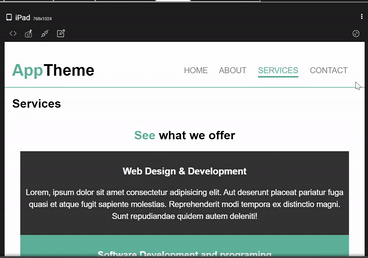 iPad 768x1024
AppTheme
HOME ABOUT SERVICES CONTACT
Services
See what we offer
Web Design & Development
Lorem, ipsum dolor sit amet consectetur adipisicing elit. Aut deserunt placeat pariatur fuga
quasi et atque fugit sapiente molestias. Reprehenderit modi tempora ex distinctio magni.
Sunt repudiandae quidem autem deleniti!
Software Development and programing